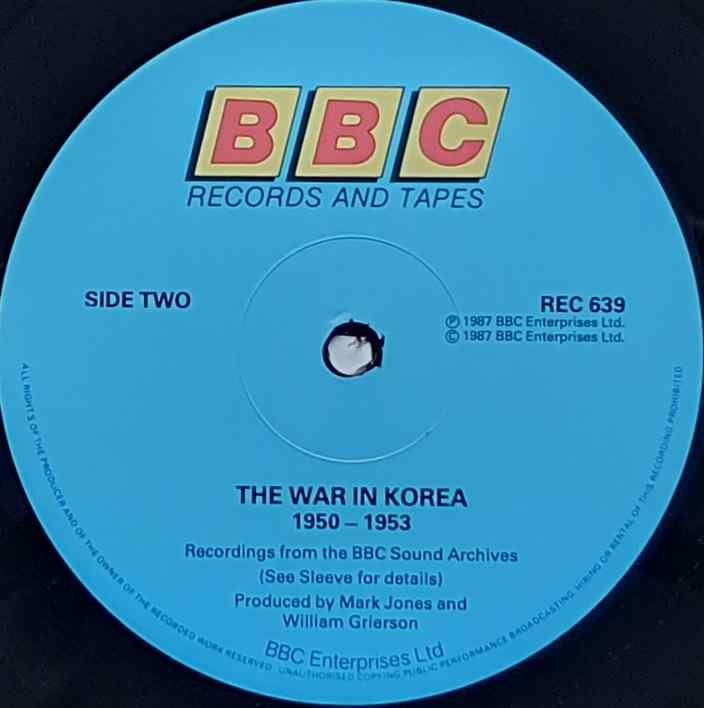 BBC
RECORDS AND TAPES
SIDE TWO
REC 639
Ⓟ 1987 BBC Enterprises Ltd.
© 1987 BBC Enterprises Ltd.
THE WAR IN KOREA
1950 – 1953
Recordings from the BBC Sound Archives
(See Sleeve for details)
Produced by Mark Jones and
William Grierson
BBC Enterprises Ltd
ALL RIGHTS OF THE PRODUCER AND OF THE OWNER OF THE RECORDED WORK RESERVED. UNAUTHORISED COPYING PUBLIC PERFORMANCE BROADCASTING, HIRING OR RENTAL OF THIS RECORDING PROHIBITED